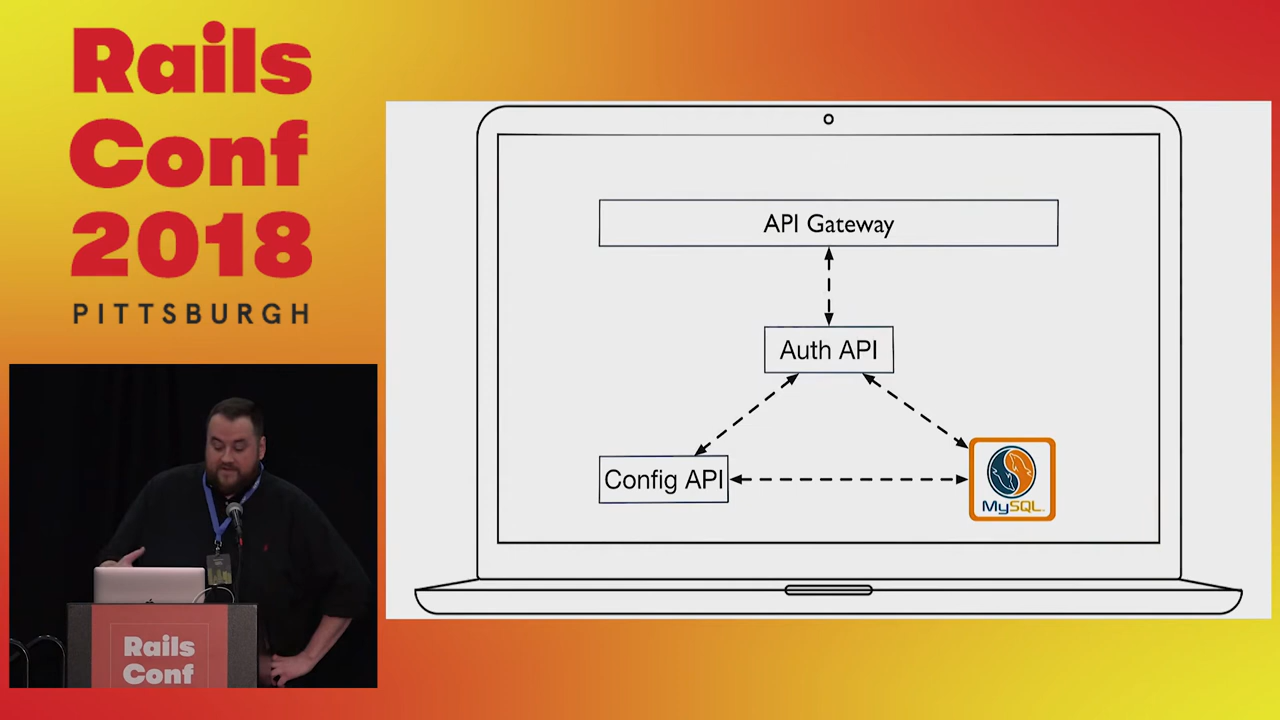 Rails
Conf
2018
PITTSBURGH
API Gateway
Auth API
Config API
MySQL
Rails
Conf